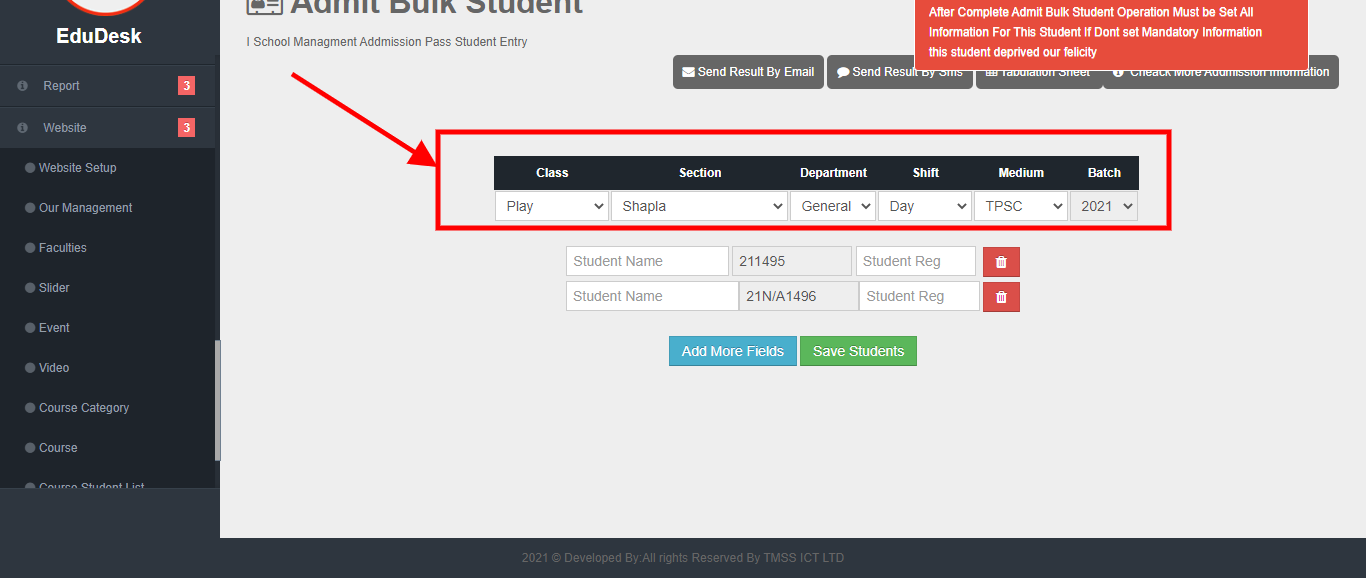 Admit Bulk Student
EduDesk
I School Managment Addmission Pass Student Entry
After Complete Admit Bulk Student Operation Must be Set All
Information For This Student If Dont set Mandatory Information
this student deprived our felicity
Send Result By Email
Send Result By Sms
Tabulation Sheet
Cheack More Addmission Information
Report 3
Website 3
Website Setup
Our Management
Faculties
Slider
Event
Video
Course Category
Course
Course Student List
Class Section Department Shift Medium Batch
Play Shapla General Day TPSC 2021
Student Name 211495 Student Reg
Student Name 21N/A1496 Student Reg
Add More Fields Save Students
2021 © Developed By:All rights Reserved By TMSS ICT LTD